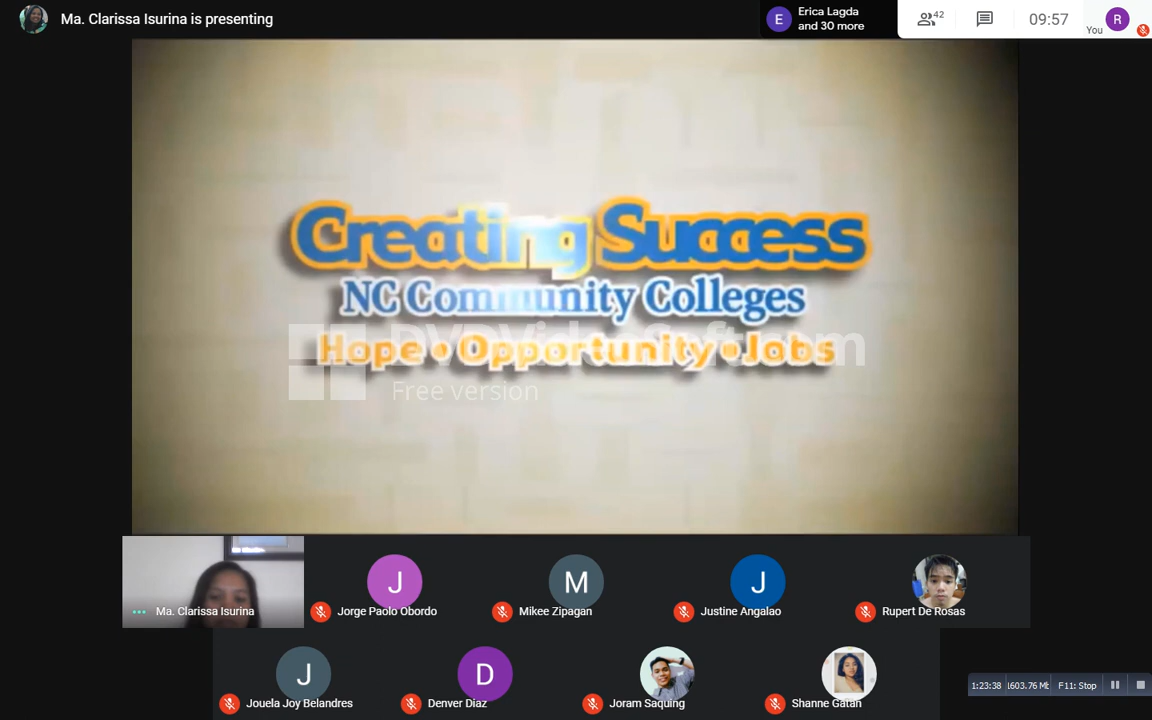 Ma. Clarissa Isurina is presenting
E
Erica Lagda
and 30 more
42
09:57
You
R
Creating Success
NC Community Colleges
Hope • Opportunity • Jobs
DVDVideoSoft.com
Free version
Ma. Clarissa Isurina
J
Jorge Paolo Obordo
M
Mikee Zipagan
J
Justine Angalao
Rupert De Rosas
J
Jouela Joy Belandres
D
Denver Diaz
Joram Saquing
Shanne Gatan
1:23:38
F11: Stop